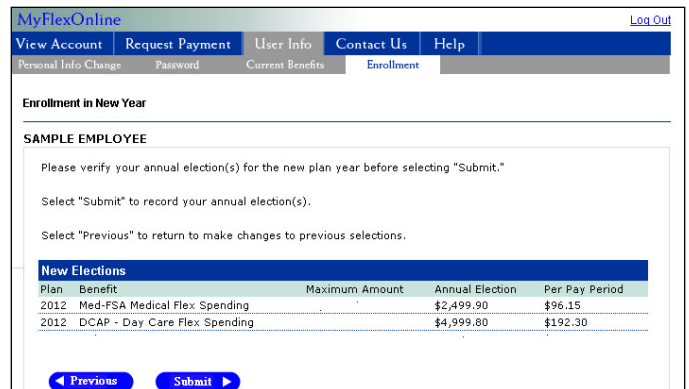 MyFlexOnline Log Out
View Account Request Payment User Info Contact Us Help
Personal Info Change Password Current Benefits Enrollment
Enrollment in New Year
SAMPLE EMPLOYEE
Please verify your annual election(s) for the new plan year before selecting "Submit."
Select "Submit" to record your annual election(s).
Select "Previous" to return to make changes to previous selections.
New Elections
Plan Benefit Maximum Amount Annual Election Per Pay Period
2012 Med-FSA Medical Flex Spending $2,499.90 $96.15
2012 DCAP - Day Care Flex Spending $4,999.80 $192.30
Previous Submit